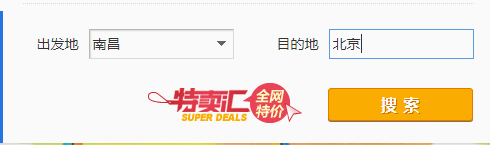 出发地 南昌 目的地 北京
特卖汇 全网特价
SUPER DEALS
搜 索